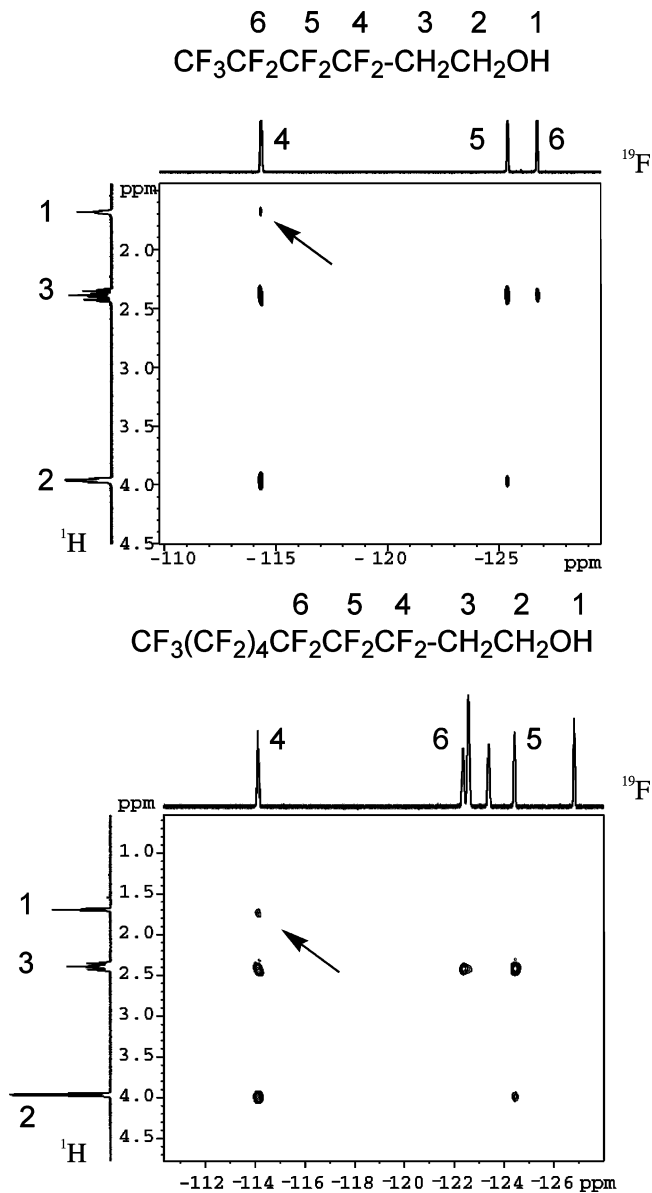 6 5 4 3 2 1
CF3CF2CF2CF2-CH2CH2OH
4 5 6 19F
ppm
1
2.0
3
2.5
3.0
3.5
2
4.0
1H
4.5
-110 -115 -120 -125 ppm
6 5 4 3 2 1
CF3(CF2)4CF2CF2CF2-CH2CH2OH
4 6 5 19F
ppm
1.0
1
1.5
2.0
3
2.5
3.0
3.5
4.0
2
1H
4.5
-112 -114 -116 -118 -120 -122 -124 -126 ppm